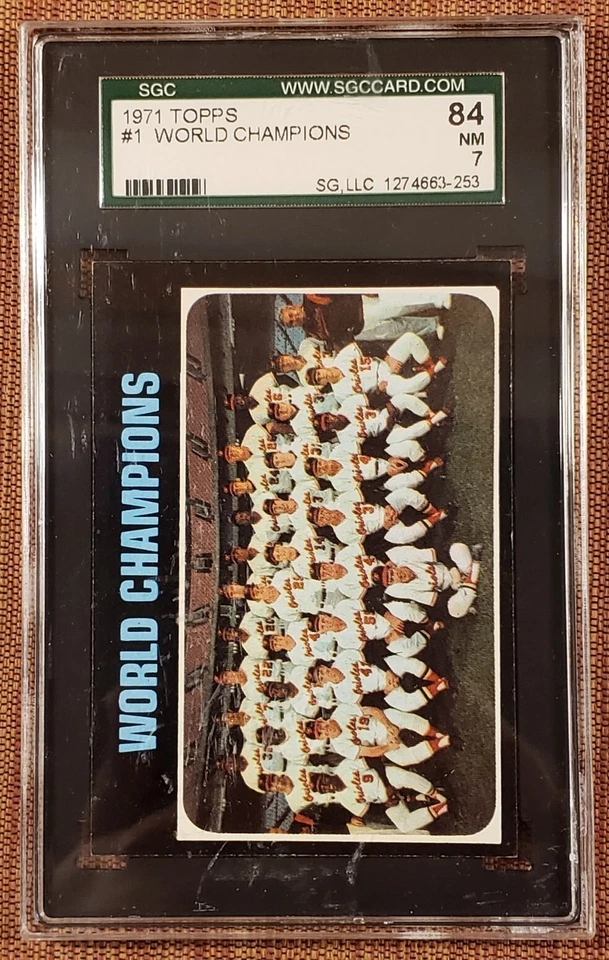 SGC WWW.SGCCARD.COM
1971 TOPPS 84
#1 WORLD CHAMPIONS NM
7
SG, LLC 1274663-253
WORLD CHAMPIONS